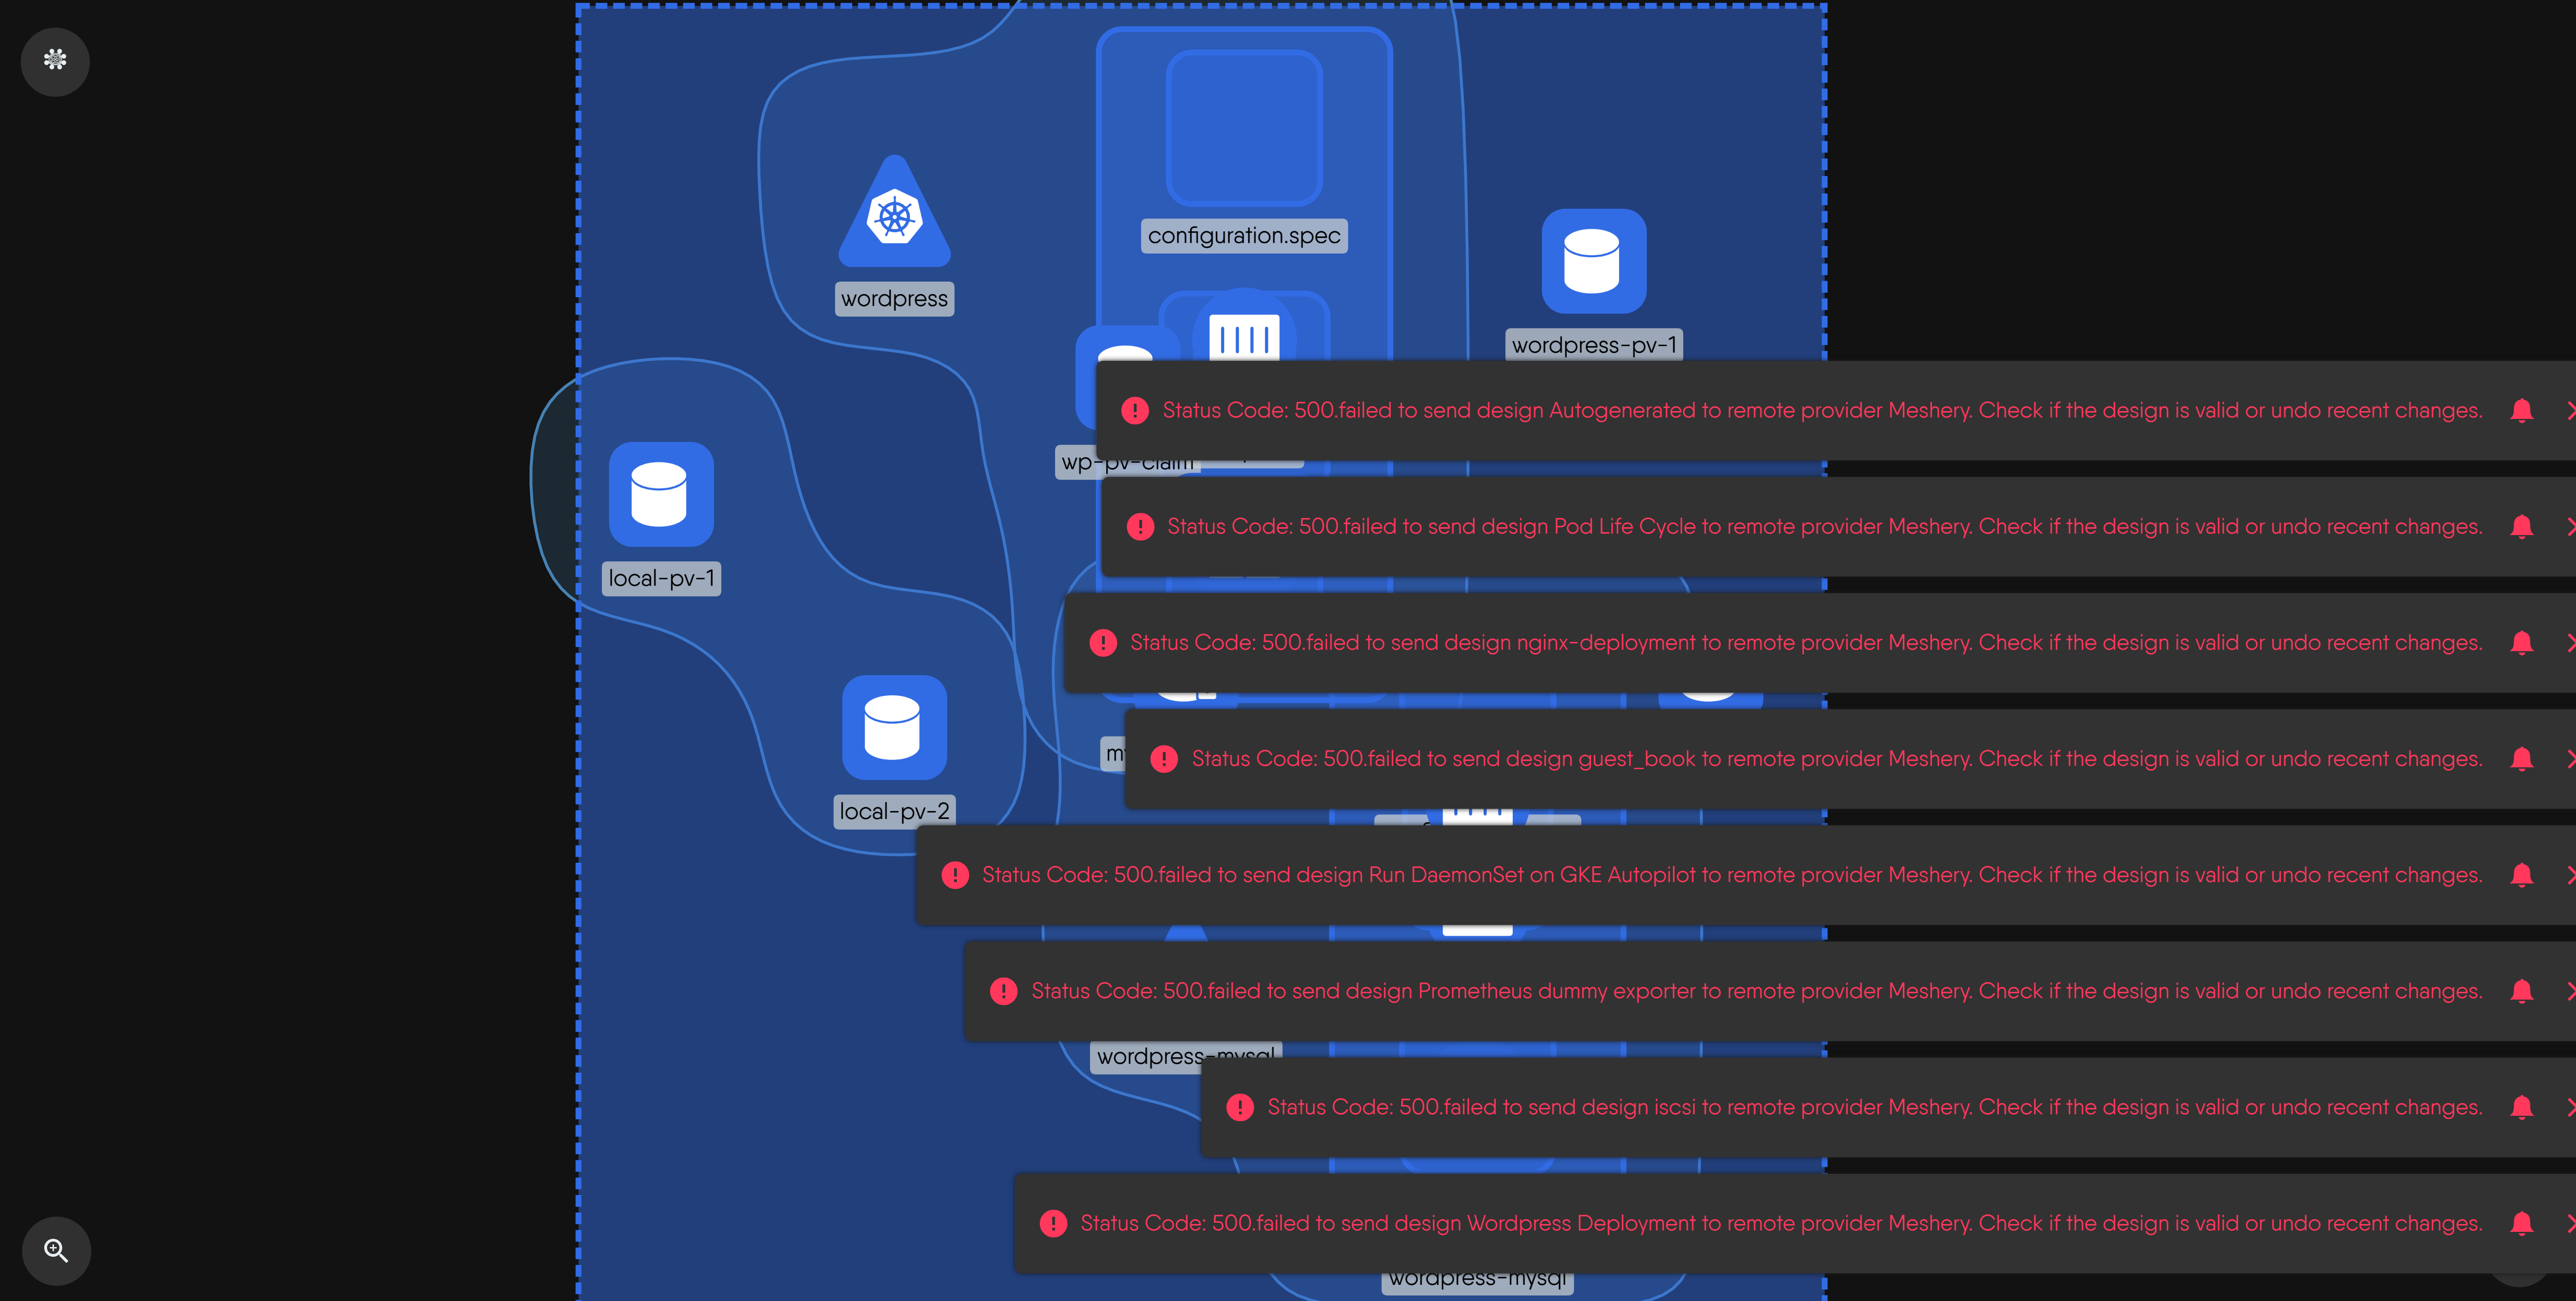 configuration.spec
wordpress
wordpress-pv-1
Status Code: 500.failed to send design Autogenerated to remote provider Meshery. Check if the design is valid or undo recent changes.
wp-pv-claim
Status Code: 500.failed to send design Pod Life Cycle to remote provider Meshery. Check if the design is valid or undo recent changes.
local-pv-1
Status Code: 500.failed to send design nginx-deployment to remote provider Meshery. Check if the design is valid or undo recent changes.
Status Code: 500.failed to send design guest_book to remote provider Meshery. Check if the design is valid or undo recent changes.
local-pv-2
Status Code: 500.failed to send design Run DaemonSet on GKE Autopilot to remote provider Meshery. Check if the design is valid or undo recent changes.
Status Code: 500.failed to send design Prometheus dummy exporter to remote provider Meshery. Check if the design is valid or undo recent changes.
wordpress-mysql
Status Code: 500.failed to send design iscsi to remote provider Meshery. Check if the design is valid or undo recent changes.
Status Code: 500.failed to send design Wordpress Deployment to remote provider Meshery. Check if the design is valid or undo recent changes.
wordpress-mysql